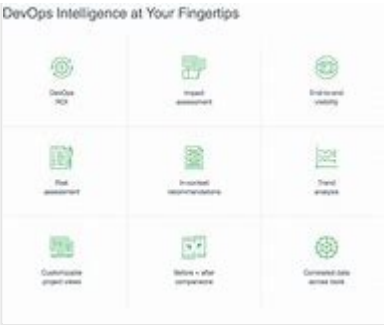 DevOps Intelligence at Your Fingertips
DevOps
ROI
Impact
assessment
End-to-end
visibility
Risk
assessment
In-context
recommendations
Trend
analysis
Customizable
project views
Before + after
comparisons
Correlated data
across tools